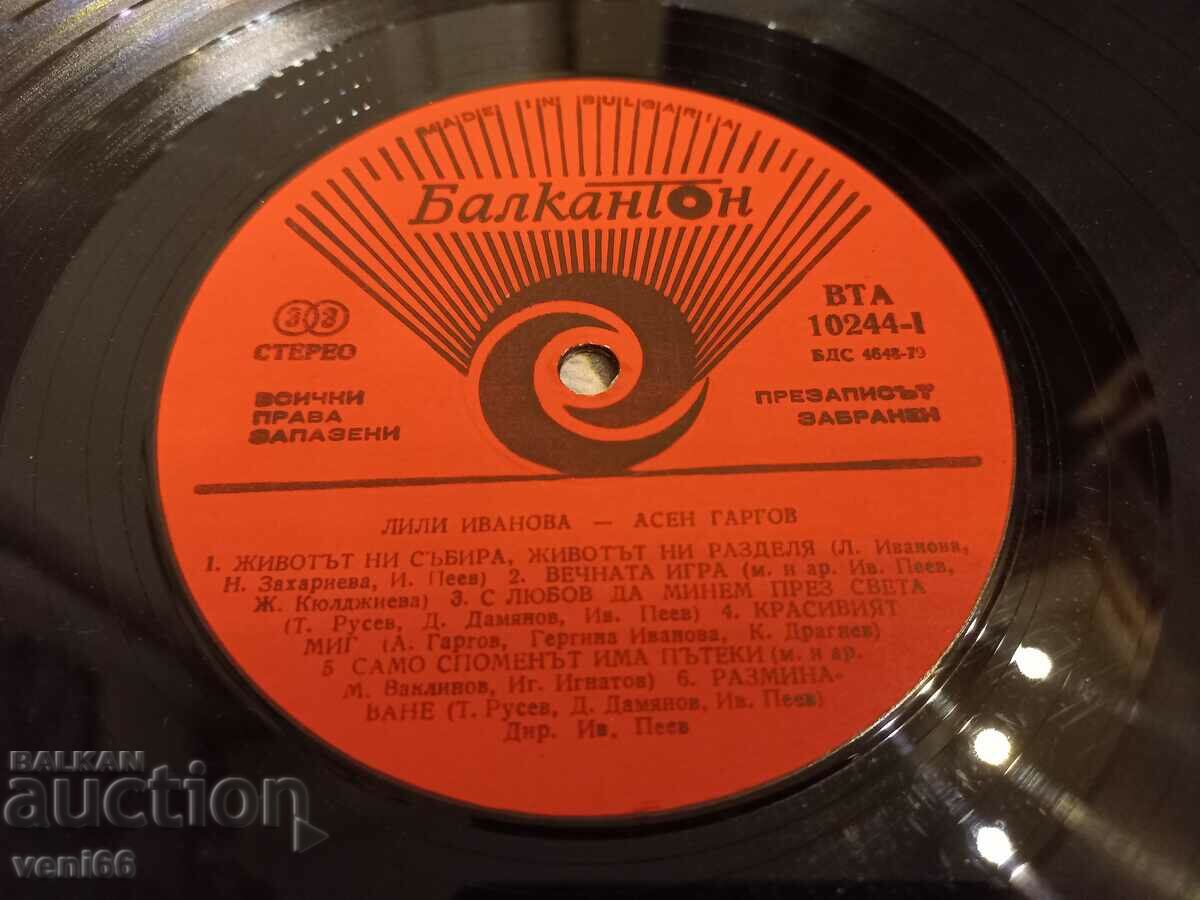 MADE IN BULGARIA
Балкантон
33
СТЕРЕО
ВСИЧКИ
ПРАВА
ЗАПАЗЕНИ
ВТА
10244-I
БДС 4648-79
ПРЕЗАПИСЪТ
ЗАБРАНЕН
ЛИЛИ ИВАНОВА — АСЕН ГАРГОВ
1. ЖИВОТЪТ НИ СЪБИРА, ЖИВОТЪТ НИ РАЗДЕЛЯ (Л. Иванова,
Н. Захариева, И. Пеев) 2. ВЕЧНАТА ИГРА (м. и ар. Ив. Пеев,
Ж. Кюлджиева) 3. С ЛЮБОВ ДА МИНЕМ ПРЕЗ СВЕТА
(Т. Русев, Д. Дамянов, Ив. Пеев) 4. КРАСИВИЯТ
МИГ (А. Гаргов, Гергина Иванова, К. Драгнев)
5 САМО СПОМЕНЪТ ИМА ПЪТЕКИ (м. и ар.
М. Ваклинов, Иг. Игнатов) 6. РАЗМИНА-
ВАНЕ (Т. Русев, Д. Дамянов, Ив. Пеев)
Дир. Ив. Пеев
BALKAN
auction
veni66